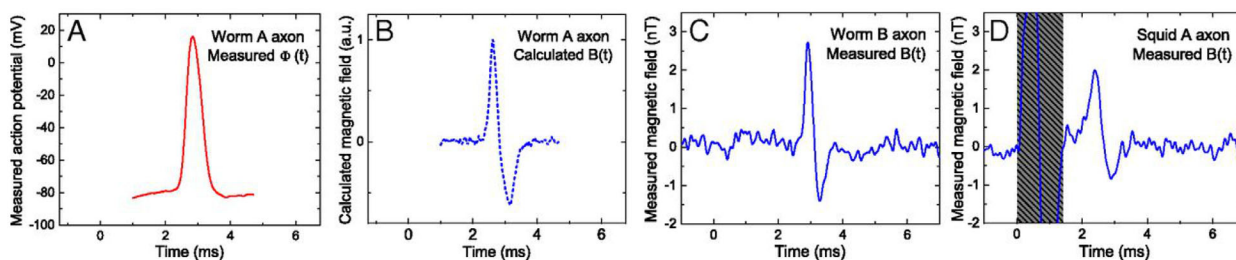 A
Worm A axon
Measured Φ (t)
Measured action potential (mV)
20
0
-20
-40
-60
-80
-100
0 2 4 6
Time (ms)
B
Worm A axon
Calculated B(t)
Calculated magnetic field (a.u.)
1
0
0 2 4 6
Time (ms)
C
Worm B axon
Measured B(t)
Measured magnetic field (nT)
3
2
1
0
-1
-2
0 2 4 6
Time (ms)
D
Squid A axon
Measured B(t)
Measured magnetic field (nT)
3
2
1
0
-1
-2
0 2 4 6
Time (ms)